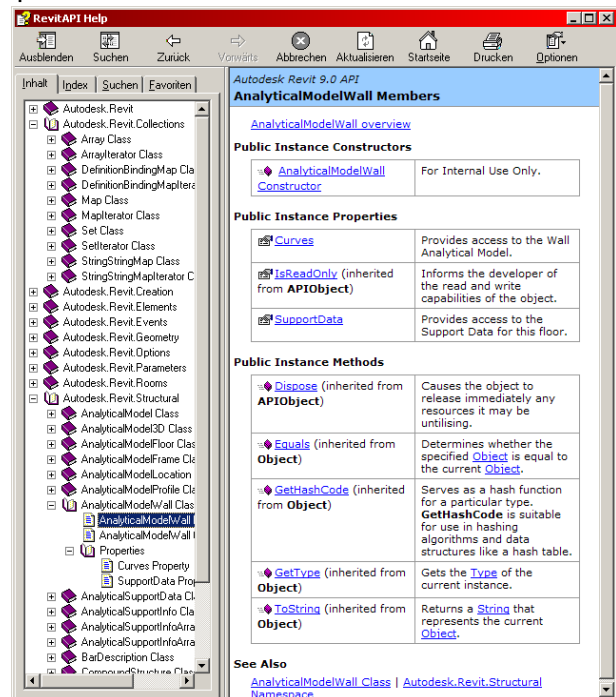 RevitAPI Help
Ausblenden Suchen Zurück Vorwärts Abbrechen Aktualisieren Startseite Drucken Optionen
Inhalt Index Suchen Favoriten
Autodesk.Revit
Autodesk.Revit.Collections
Array Class
ArrayIterator Class
DefinitionBindingMap Cla
DefinitionBindingMapItera
Map Class
MapIterator Class
Set Class
SetIterator Class
StringStringMap Class
StringStringMapIterator C
Autodesk.Revit.Creation
Autodesk.Revit.Elements
Autodesk.Revit.Events
Autodesk.Revit.Geometry
Autodesk.Revit.Options
Autodesk.Revit.Parameters
Autodesk.Revit.Rooms
Autodesk.Revit.Structural
AnalyticalModel Class
AnalyticalModel3D Class
AnalyticalModelFloor Clas
AnalyticalModelFrame Cla
AnalyticalModelLocation
AnalyticalModelProfile Cla
AnalyticalModelWall Clas
AnalyticalModelWall
AnalyticalModelWall
Properties
Curves Property
SupportData Prop
AnalyticalSupportData Cl
AnalyticalSupportInfo Cla
AnalyticalSupportInfoArra
AnalyticalSupportInfoArra
BarDescription Class
CompoundStructure Class
Autodesk Revit 9.0 API
AnalyticalModelWall Members
AnalyticalModelWall overview
Public Instance Constructors
AnalyticalModelWall Constructor
For Internal Use Only.
Public Instance Properties
Curves
Provides access to the Wall
Analytical Model.
IsReadOnly (inherited
from APIObject)
Informs the developer of
the read and write
capabilities of the object.
SupportData
Provides access to the
Support Data for this floor.
Public Instance Methods
Dispose (inherited from
APIObject)
Causes the object to
release immediately any
resources it may be
untilising.
Equals (inherited from
Object)
Determines whether the
specified Object is equal to
the current Object.
GetHashCode (inherited
from Object)
Serves as a hash function
for a particular type.
GetHashCode is suitable
for use in hashing
algorithms and data
structures like a hash table.
GetType (inherited from
Object)
Gets the Type of the
current instance.
ToString (inherited from
Object)
Returns a String that
represents the current
Object.
See Also
AnalyticalModelWall Class | Autodesk.Revit.Structural
Namespace